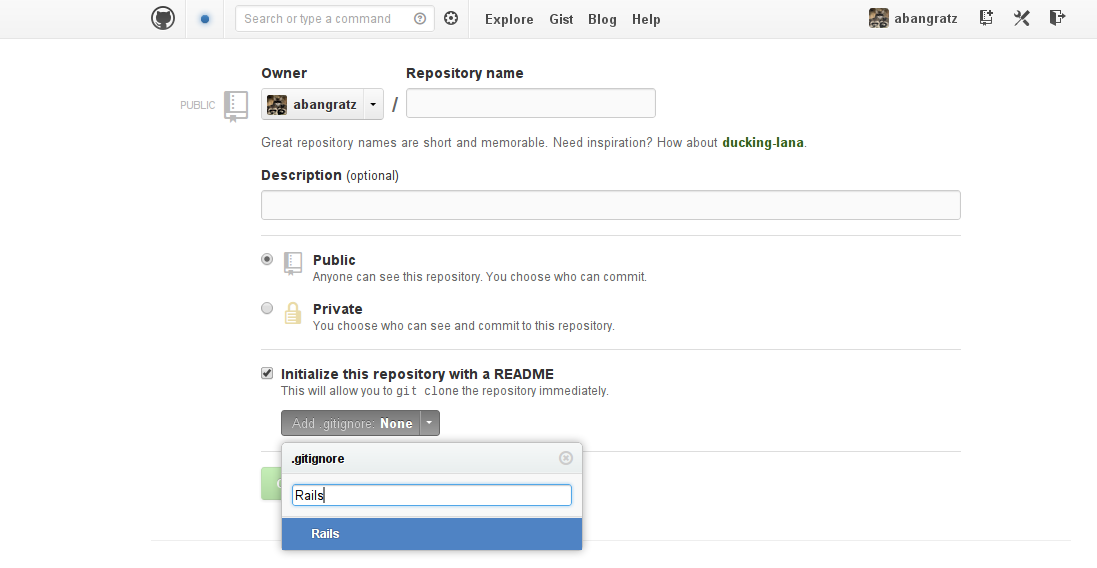 Search or type a command
Explore Gist Blog Help
abangratz
Owner
Repository name
PUBLIC
abangratz
/
Great repository names are short and memorable. Need inspiration? How about ducking-lana.
Description (optional)
Public
Anyone can see this repository. You choose who can commit.
Private
You choose who can see and commit to this repository.
Initialize this repository with a README
This will allow you to git clone the repository immediately.
Add .gitignore: None
.gitignore
Rails
Rails